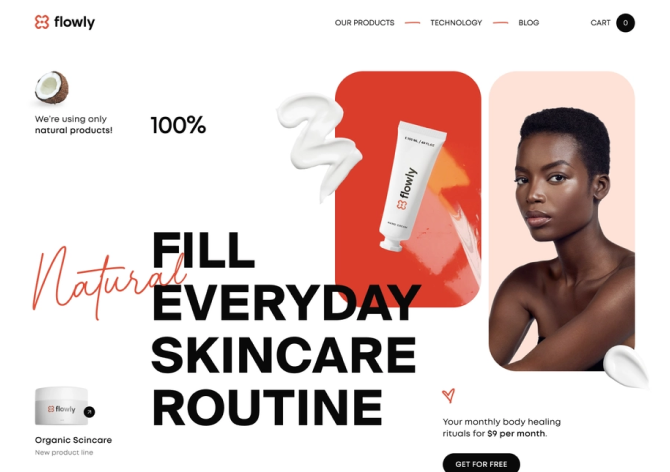 flowly
OUR PRODUCTS
TECHNOLOGY
BLOG
CART 0
We're using only
natural products!
100%
flowly
Natural
FILL
EVERYDAY
SKINCARE
ROUTINE
flowly
Organic Scincare
New product line
Your monthly body healing
rituals for $9 per month.
GET FOR FREE